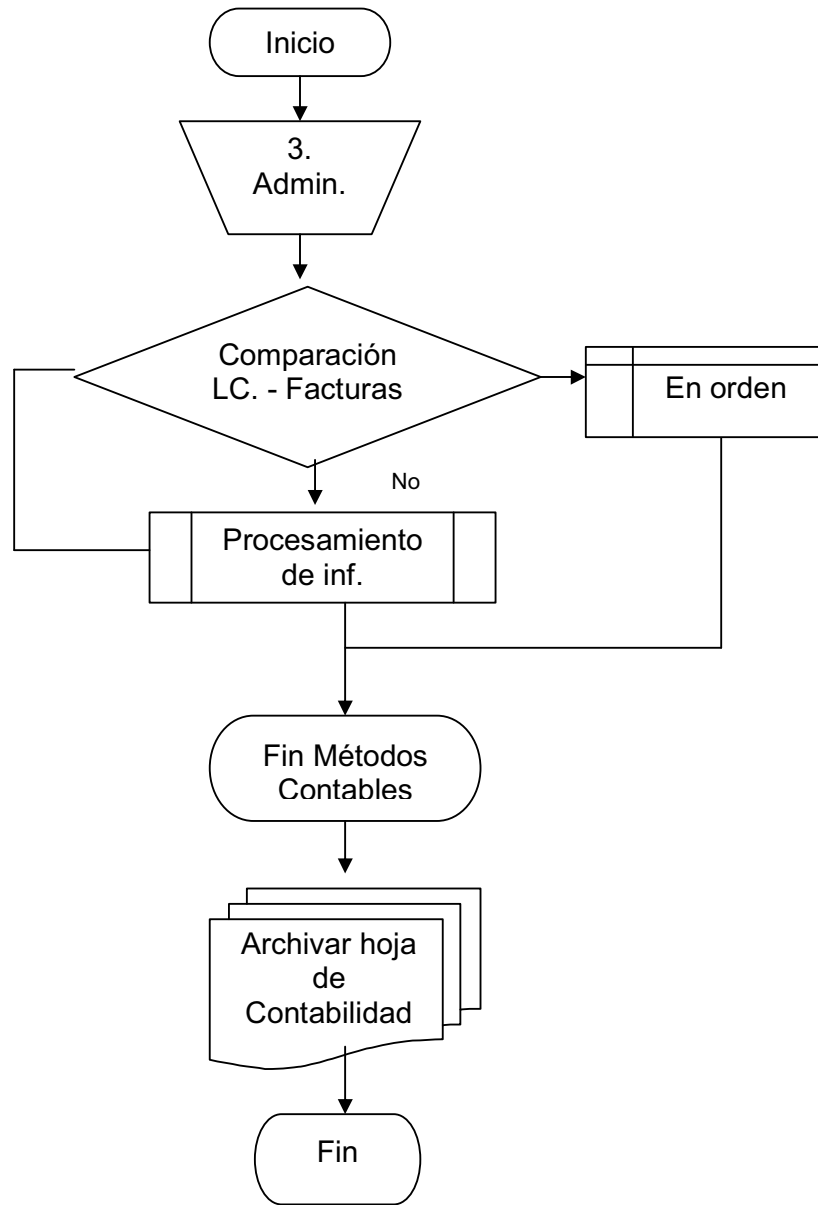 Inicio
3.
Admin.
Comparación
LC. - Facturas
En orden
No
Procesamiento
de inf.
Fin Métodos
Contables
Archivar hoja
de
Contabilidad
Fin